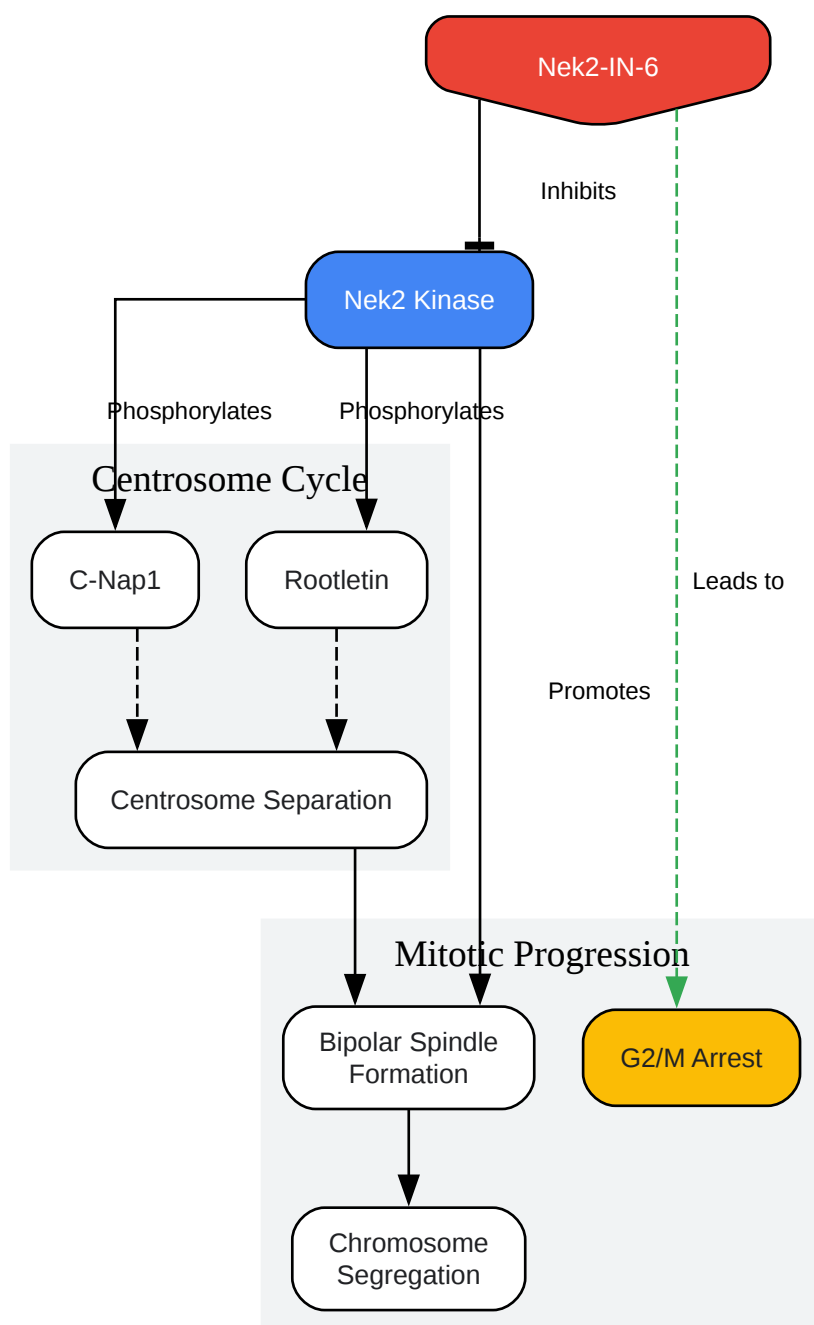 Nek2-IN-6
Inhibits
Nek2 Kinase
Phosphorylates
Phosphorylates
Centrosome Cycle
C-Nap1
Rootletin
Leads to
Promotes
Centrosome Separation
Mitotic Progression
Bipolar Spindle
Formation
G2/M Arrest
Chromosome
Segregation